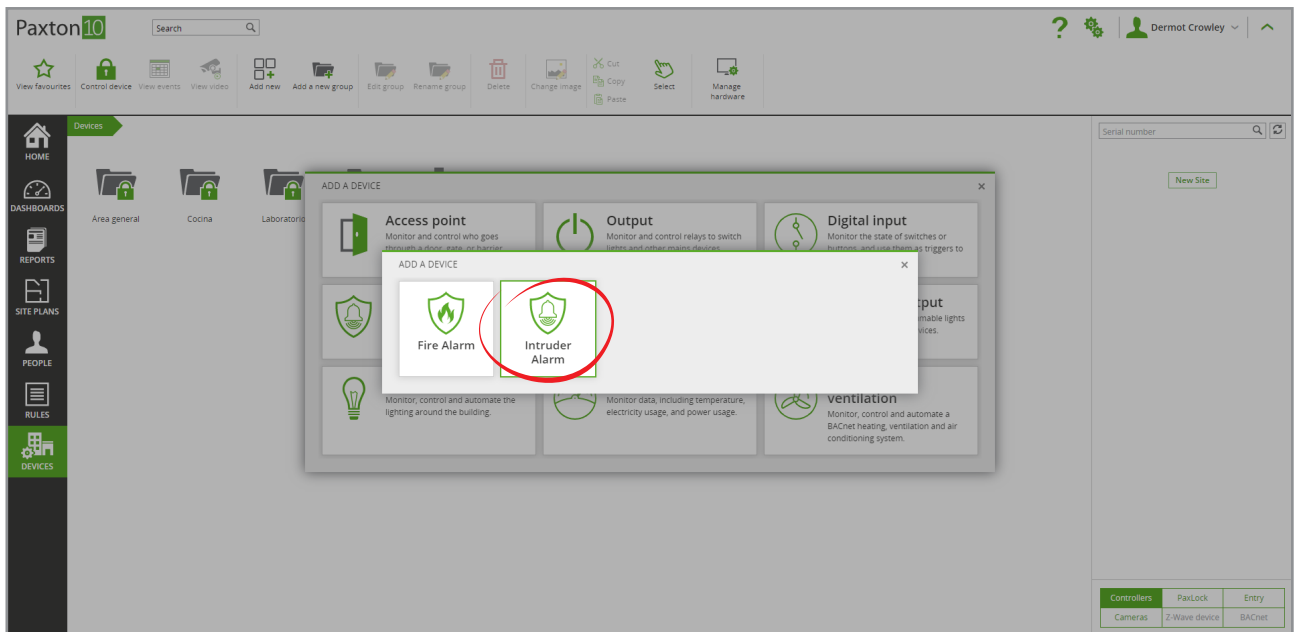 Paxton10
Search
Dermot Crowley
View favourites
Control device
View events
View video
Add new
Add a new group
Edit group
Rename group
Delete
Change image
Cut
Copy
Paste
Select
Manage
hardware
HOME
DASHBOARDS
REPORTS
SITE PLANS
PEOPLE
RULES
DEVICES
Devices
Area general
Cocina
Laboratorio
ADD A DEVICE
Access point
Monitor and control who goes
through a door, gate, or barrier.
Output
Monitor and control relays to switch
lights and other mains devices.
Digital input
Monitor the state of switches or
buttons, and use them as triggers to
ADD A DEVICE
Fire Alarm
Intruder
Alarm
Monitor, control and automate the
lighting around the building.
Monitor data, including temperature,
electricity usage, and power usage.
ventilation
Monitor, control and automate a
BACnet heating, ventilation and air
conditioning system.
Serial number
New Site
Controllers
PaxLock
Entry
Cameras
Z-Wave device
BACnet